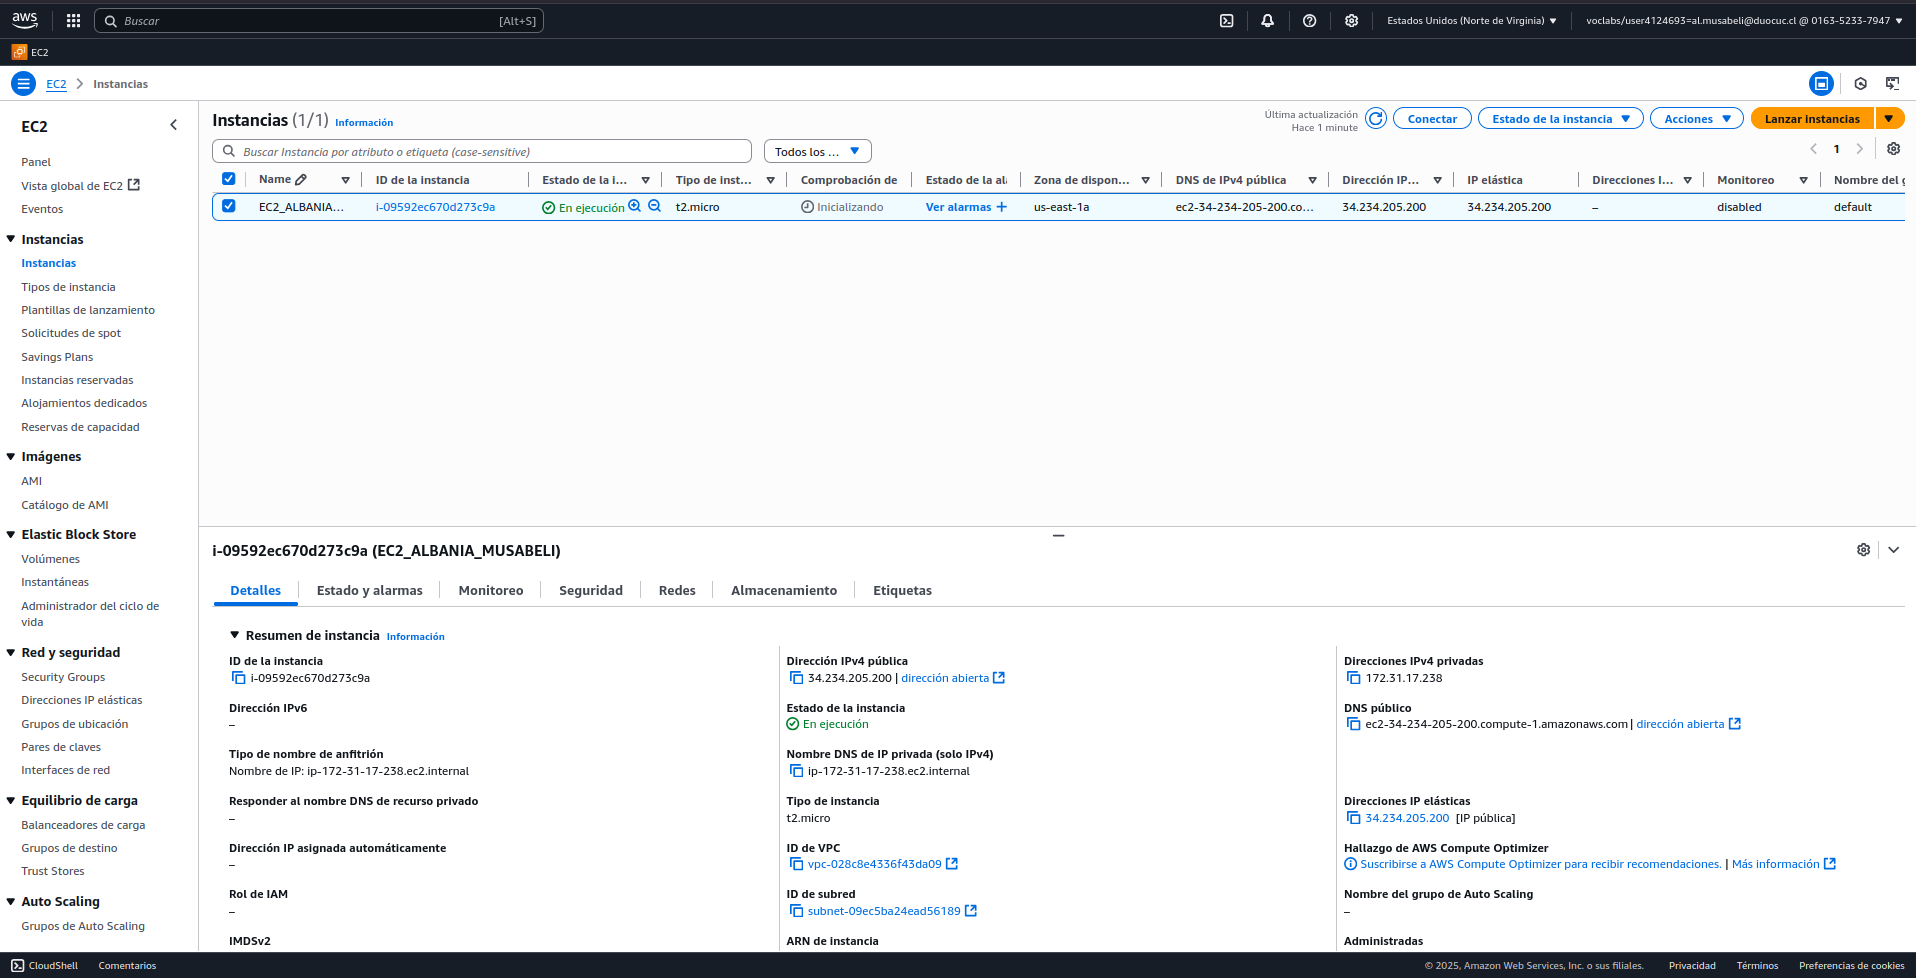 aws Buscar [Alt+S] Estados Unidos (Norte de Virginia) voclabs/user4124693=al.musabeli@duocuc.cl @ 0163-5233-7947
EC2
EC2 Instancias
EC2
Panel
Vista global de EC2
Eventos
Instancias
Instancias
Tipos de instancia
Plantillas de lanzamiento
Solicitudes de spot
Savings Plans
Instancias reservadas
Alojamientos dedicados
Reservas de capacidad
Imágenes
AMI
Catálogo de AMI
Elastic Block Store
Volúmenes
Instantáneas
Administrador del ciclo de
vida
Red y seguridad
Security Groups
Direcciones IP elásticas
Grupos de ubicación
Pares de claves
Interfaces de red
Equilibrio de carga
Balanceadores de carga
Grupos de destino
Trust Stores
Auto Scaling
Grupos de Auto Scaling
Instancias (1/1) Información
Última actualización
Hace 1 minute
Conectar Estado de la instancia Acciones Lanzar instancias
Buscar Instancia por atributo o etiqueta (case-sensitive) Todos los ... 1
Name ID de la instancia Estado de la i... Tipo de inst... Comprobación de Estado de la al Zona de dispon... DNS de IPv4 pública Dirección IP... IP elástica Direcciones I... Monitoreo Nombre del g
EC2_ALBANIA... i-09592ec670d273c9a En ejecución t2.micro Inicializando Ver alarmas + us-east-1a ec2-34-234-205-200.co... 34.234.205.200 34.234.205.200 – disabled default
i-09592ec670d273c9a (EC2_ALBANIA_MUSABELI)
Detalles Estado y alarmas Monitoreo Seguridad Redes Almacenamiento Etiquetas
Resumen de instancia Información
ID de la instancia
i-09592ec670d273c9a
Dirección IPv6
–
Tipo de nombre de anfitrión
Nombre de IP: ip-172-31-17-238.ec2.internal
Responder al nombre DNS de recurso privado
–
Dirección IP asignada automáticamente
–
Rol de IAM
–
IMDSv2
Dirección IPv4 pública
34.234.205.200 | dirección abierta
Estado de la instancia
En ejecución
Nombre DNS de IP privada (solo IPv4)
ip-172-31-17-238.ec2.internal
Tipo de instancia
t2.micro
ID de VPC
vpc-028c8e4336f43da09
ID de subred
subnet-09ec5ba24ead56189
ARN de instancia
Direcciones IPv4 privadas
172.31.17.238
DNS público
ec2-34-234-205-200.compute-1.amazonaws.com | dirección abierta
Direcciones IP elásticas
34.234.205.200 [IP pública]
Hallazgo de AWS Compute Optimizer
Suscribirse a AWS Compute Optimizer para recibir recomendaciones. | Más información
Nombre del grupo de Auto Scaling
–
Administradas
CloudShell Comentarios © 2025, Amazon Web Services, Inc. o sus filiales. Privacidad Términos Preferencias de cookies